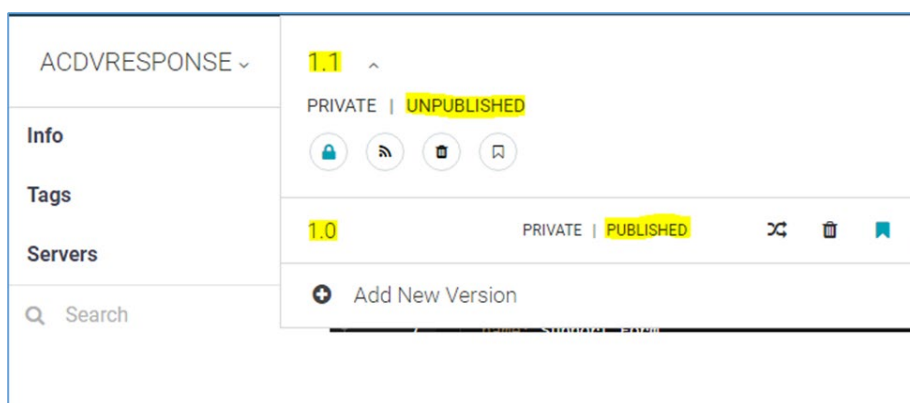 ACDVRESPONSE
Info
Tags
Servers
Search
1.1
PRIVATE | UNPUBLISHED
1.0 PRIVATE | PUBLISHED
Add New Version